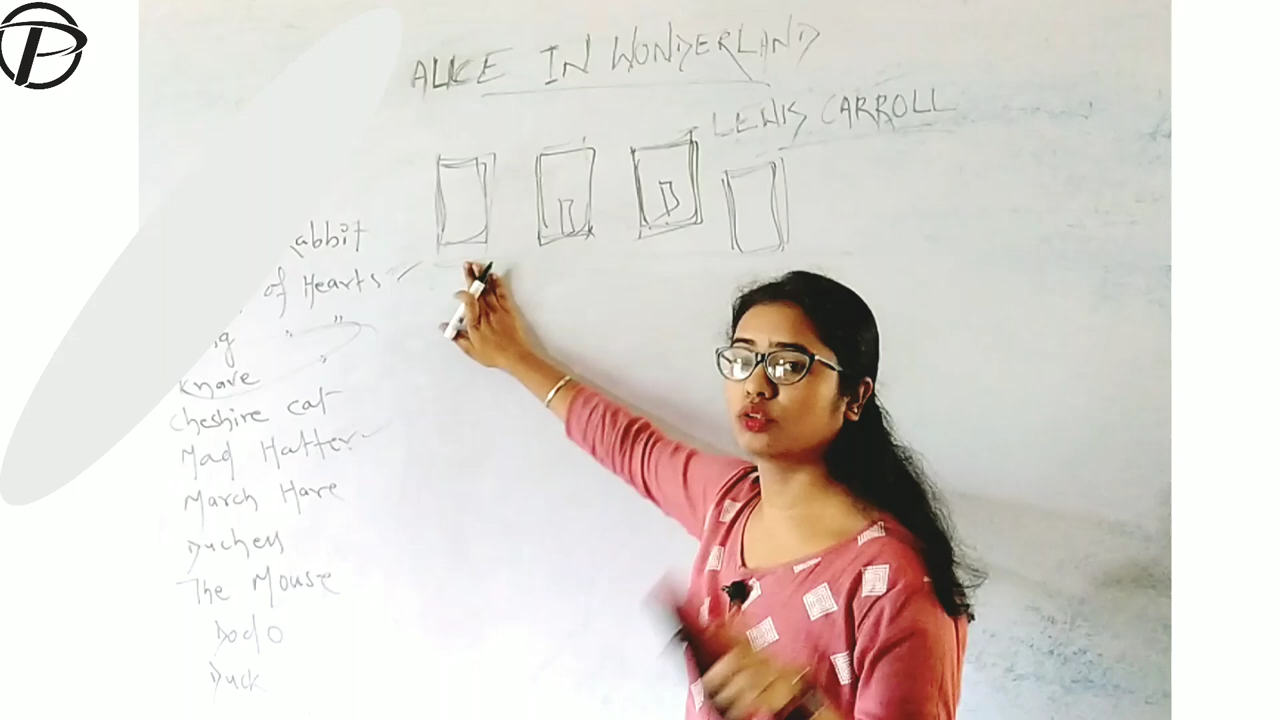 ALICE IN WONDERLAND
LEWIS CARROLL
abbit
of Hearts
g " "
Knave "
Cheshire cat
Mad Hatter
March Hare
Duchess
The Mouse
Dodo
Duck